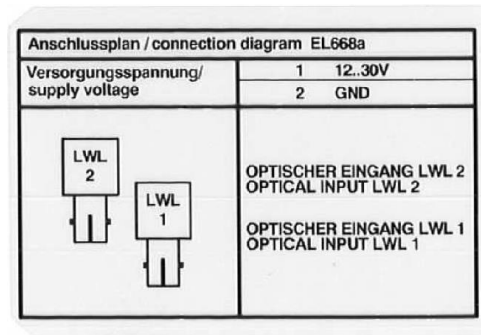 Anschlussplan / connection diagram EL668a
Versorgungsspannung/
supply voltage
1 12..30V
2 GND
LWL
2
LWL
1
OPTISCHER EINGANG LWL 2
OPTICAL INPUT LWL 2
OPTISCHER EINGANG LWL 1
OPTICAL INPUT LWL 1